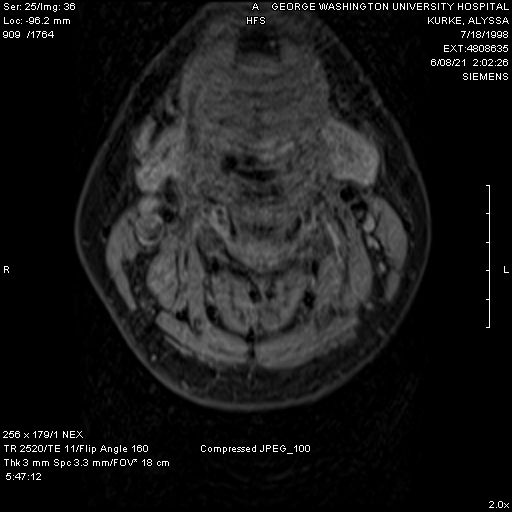 Ser: 25/Img: 36
Loc: -96.2 mm
909 /1764
A
HFS
GEORGE WASHINGTON UNIVERSITY HOSPITAL
KURKE, ALYSSA
7/18/1998
EXT:4808635
6/08/21 2:02:26
SIEMENS
R
L
256 x 179/1 NEX
TR 2520/TE 11/Flip Angle 160
Thk 3 mm Spc 3.3 mm/FOV* 18 cm
5:47:12
Compressed JPEG_100
2.0x